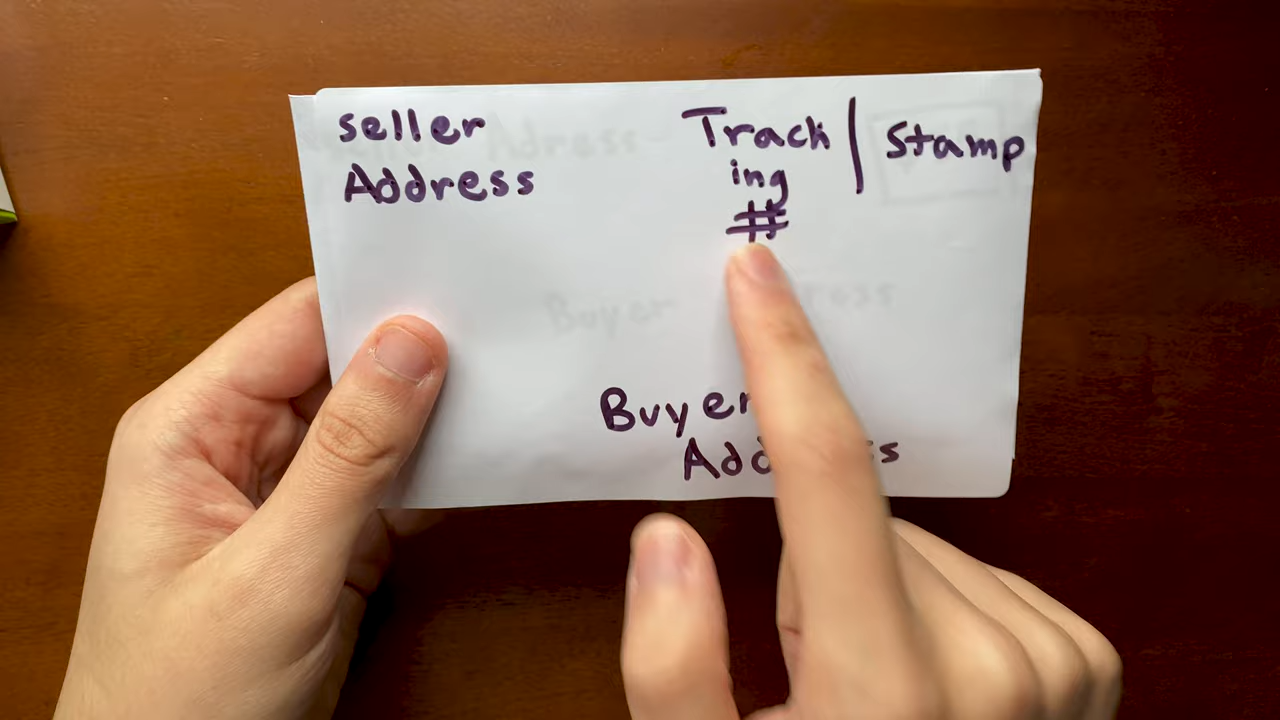 seller
Address
Track | Stamp
ing
#
Buyer